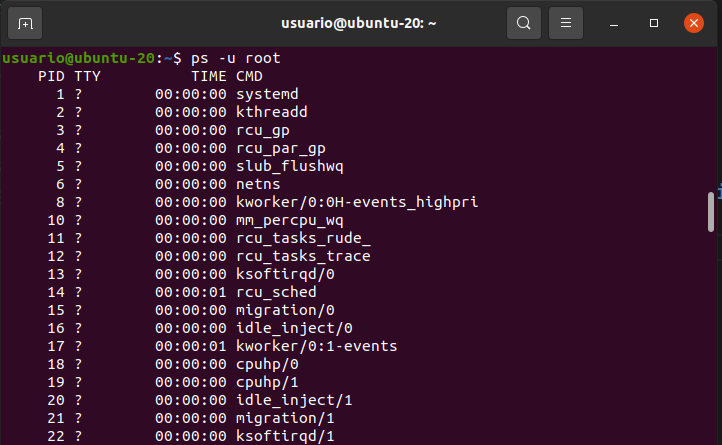 usuario@ubuntu-20: ~
usuario@ubuntu-20:~$ ps -u root
    PID TTY          TIME CMD
      1 ?        00:00:00 systemd
      2 ?        00:00:00 kthreadd
      3 ?        00:00:00 rcu_gp
      4 ?        00:00:00 rcu_par_gp
      5 ?        00:00:00 slub_flushwq
      6 ?        00:00:00 netns
      8 ?        00:00:00 kworker/0:0H-events_highpri
     10 ?        00:00:00 mm_percpu_wq
     11 ?        00:00:00 rcu_tasks_rude_
     12 ?        00:00:00 rcu_tasks_trace
     13 ?        00:00:00 ksoftirqd/0
     14 ?        00:00:01 rcu_sched
     15 ?        00:00:00 migration/0
     16 ?        00:00:00 idle_inject/0
     17 ?        00:00:01 kworker/0:1-events
     18 ?        00:00:00 cpuhp/0
     19 ?        00:00:00 cpuhp/1
     20 ?        00:00:00 idle_inject/1
     21 ?        00:00:00 migration/1
     22 ?        00:00:00 ksoftirqd/1